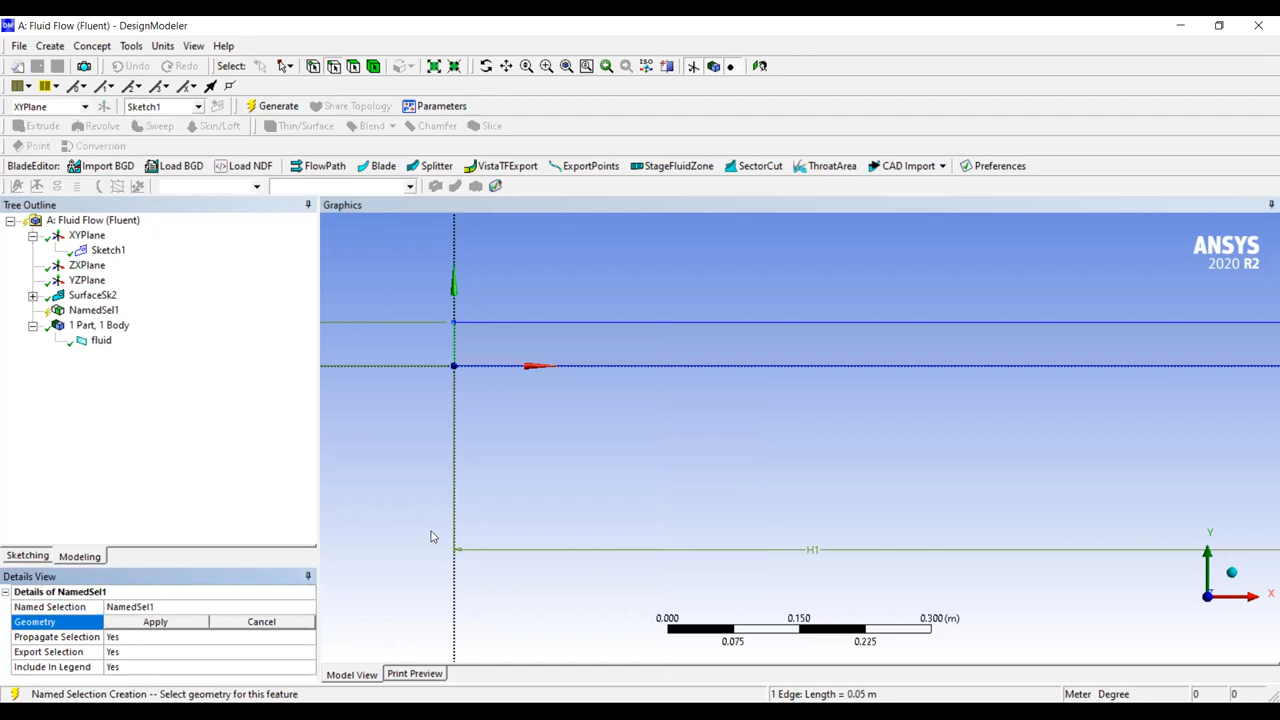 A: Fluid Flow (Fluent) - DesignModeler
File Create Concept Tools Units View Help
Undo Redo Select:
XYPlane Sketch1 Generate Share Topology Parameters
Extrude Revolve Sweep Skin/Loft Thin/Surface Blend Chamfer Slice
Point Conversion
BladeEditor: Import BGD Load BGD Load NDF FlowPath Blade Splitter VistaTFExport ExportPoints StageFluidZone SectorCut ThroatArea CAD Import Preferences
Tree Outline
Graphics
A: Fluid Flow (Fluent)
XYPlane
Sketch1
ZXPlane
YZPlane
SurfaceSk2
NamedSel1
1 Part, 1 Body
fluid
ANSYS
2020 R2
H1
Y
X
0.000 0.150 0.300 (m)
0.075 0.225
Sketching Modeling
Details View
Details of NamedSel1
Named Selection NamedSel1
Geometry Apply Cancel
Propagate Selection Yes
Export Selection Yes
Include In Legend Yes
Model View Print Preview
Named Selection Creation -- Select geometry for this feature
1 Edge: Length = 0.05 m
Meter Degree 0 0